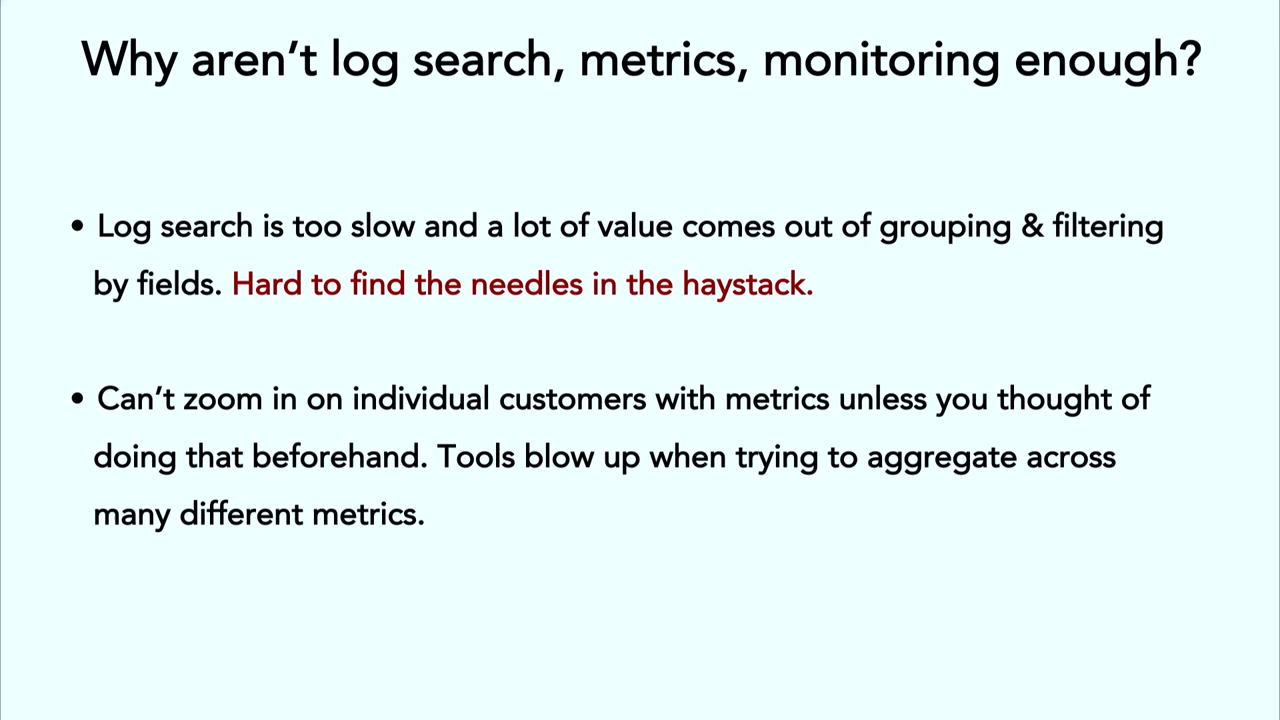 Why aren’t log search, metrics, monitoring enough?
• Log search is too slow and a lot of value comes out of grouping & filtering
by fields. Hard to find the needles in the haystack.
• Can’t zoom in on individual customers with metrics unless you thought of
doing that beforehand. Tools blow up when trying to aggregate across
many different metrics.